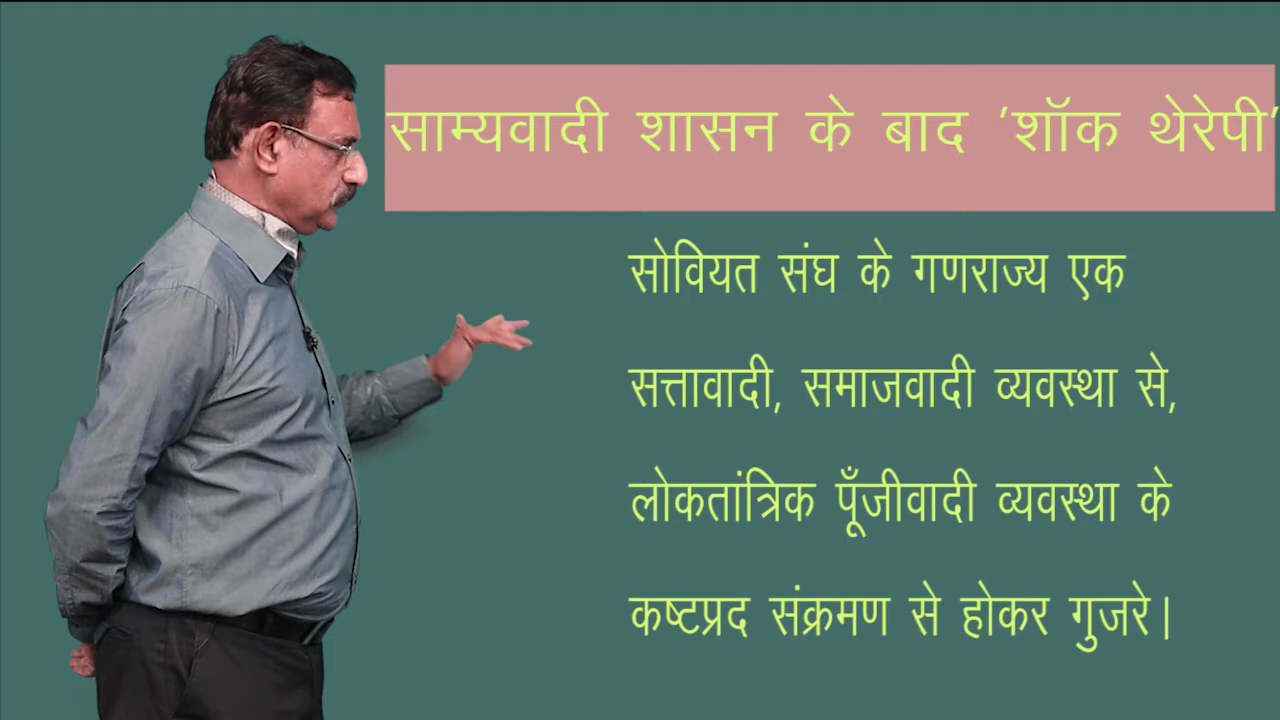 साम्यवादी शासन के बाद 'शॉक थेरेपी'
सोवियत संघ के गणराज्य एक
सत्तावादी, समाजवादी व्यवस्था से,
लोकतांत्रिक पूँजीवादी व्यवस्था के
कष्टप्रद संक्रमण से होकर गुजरे।